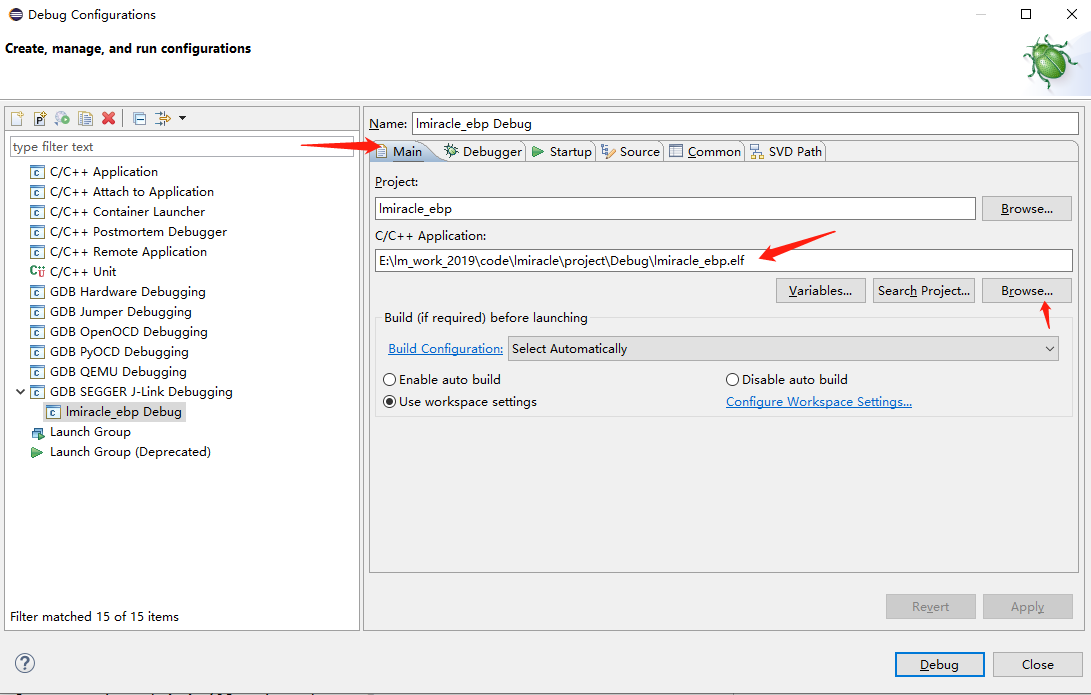 Debug Configurations
Create, manage, and run configurations
type filter text
C/C++ Application
C/C++ Attach to Application
C/C++ Container Launcher
C/C++ Postmortem Debugger
C/C++ Remote Application
C/C++ Unit
GDB Hardware Debugging
GDB Jumper Debugging
GDB OpenOCD Debugging
GDB PyOCD Debugging
GDB QEMU Debugging
GDB SEGGER J-Link Debugging
lmiracle_ebp Debug
Launch Group
Launch Group (Deprecated)
Filter matched 15 of 15 items
Name: lmiracle_ebp Debug
Main Debugger Startup Source Common SVD Path
Project:
lmiracle_ebp Browse...
C/C++ Application:
E:\lm_work_2019\code\lmiracle\project\Debug\lmiracle_ebp.elf
Variables... Search Project... Browse...
Build (if required) before launching
Build Configuration: Select Automatically
Enable auto build Disable auto build
Use workspace settings Configure Workspace Settings...
Revert Apply
Debug Close